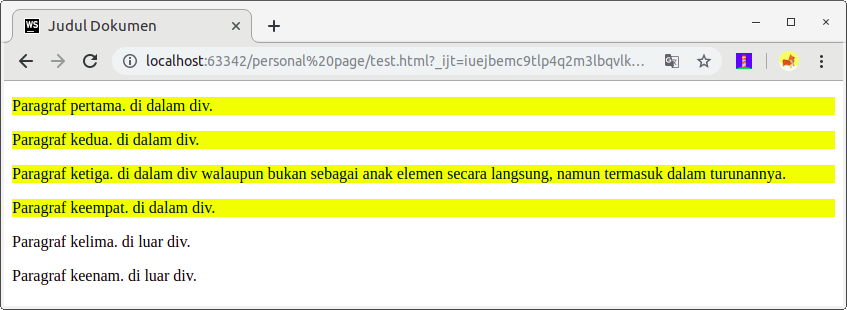 WS Judul Dokumen
localhost:63342/personal%20page/test.html?_ijt=iuejbemc9tlp4q2m3lbqvlk…
Paragraf pertama. di dalam div.
Paragraf kedua. di dalam div.
Paragraf ketiga. di dalam div walaupun bukan sebagai anak elemen secara langsung, namun termasuk dalam turunannya.
Paragraf keempat. di dalam div.
Paragraf kelima. di luar div.
Paragraf keenam. di luar div.